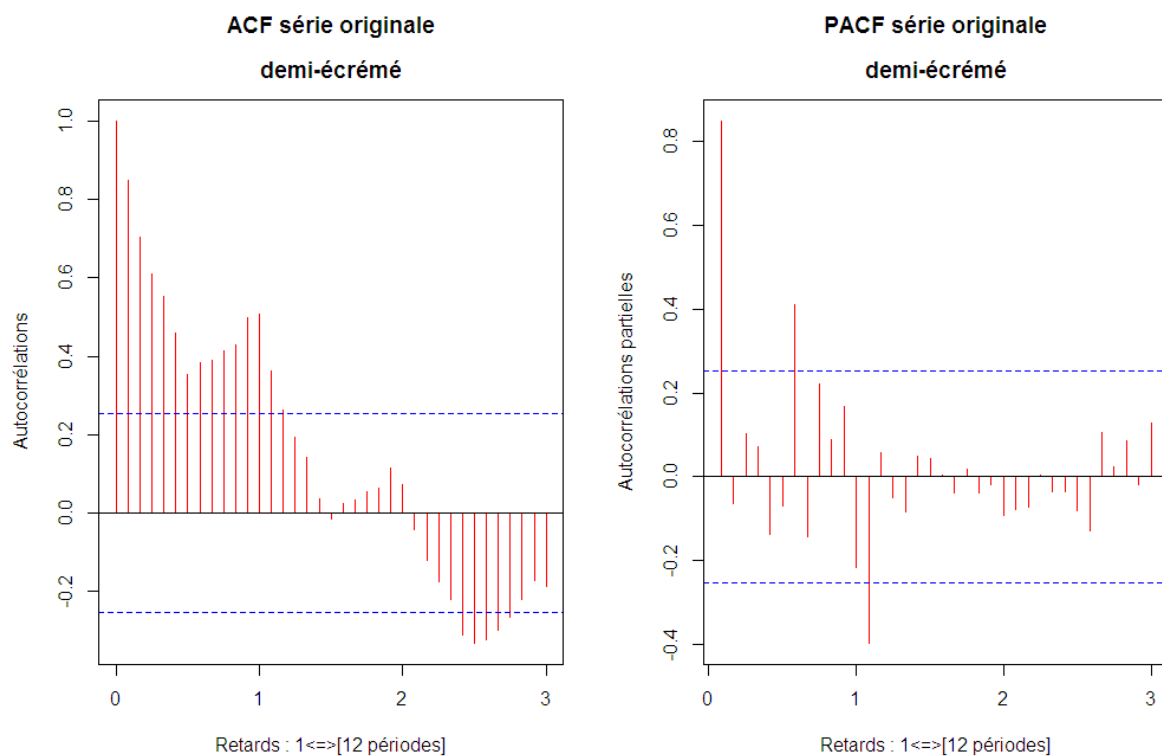 ACF série originale
demi-écrémé
Autocorrélations
1.0
0.8
0.6
0.4
0.2
0.0
-0.2
0 1 2 3
Retards : 1<=>[12 périodes]
PACF série originale
demi-écrémé
Autocorrélations partielles
0.8
0.6
0.4
0.2
0.0
-0.2
-0.4
0 1 2 3
Retards : 1<=>[12 périodes]